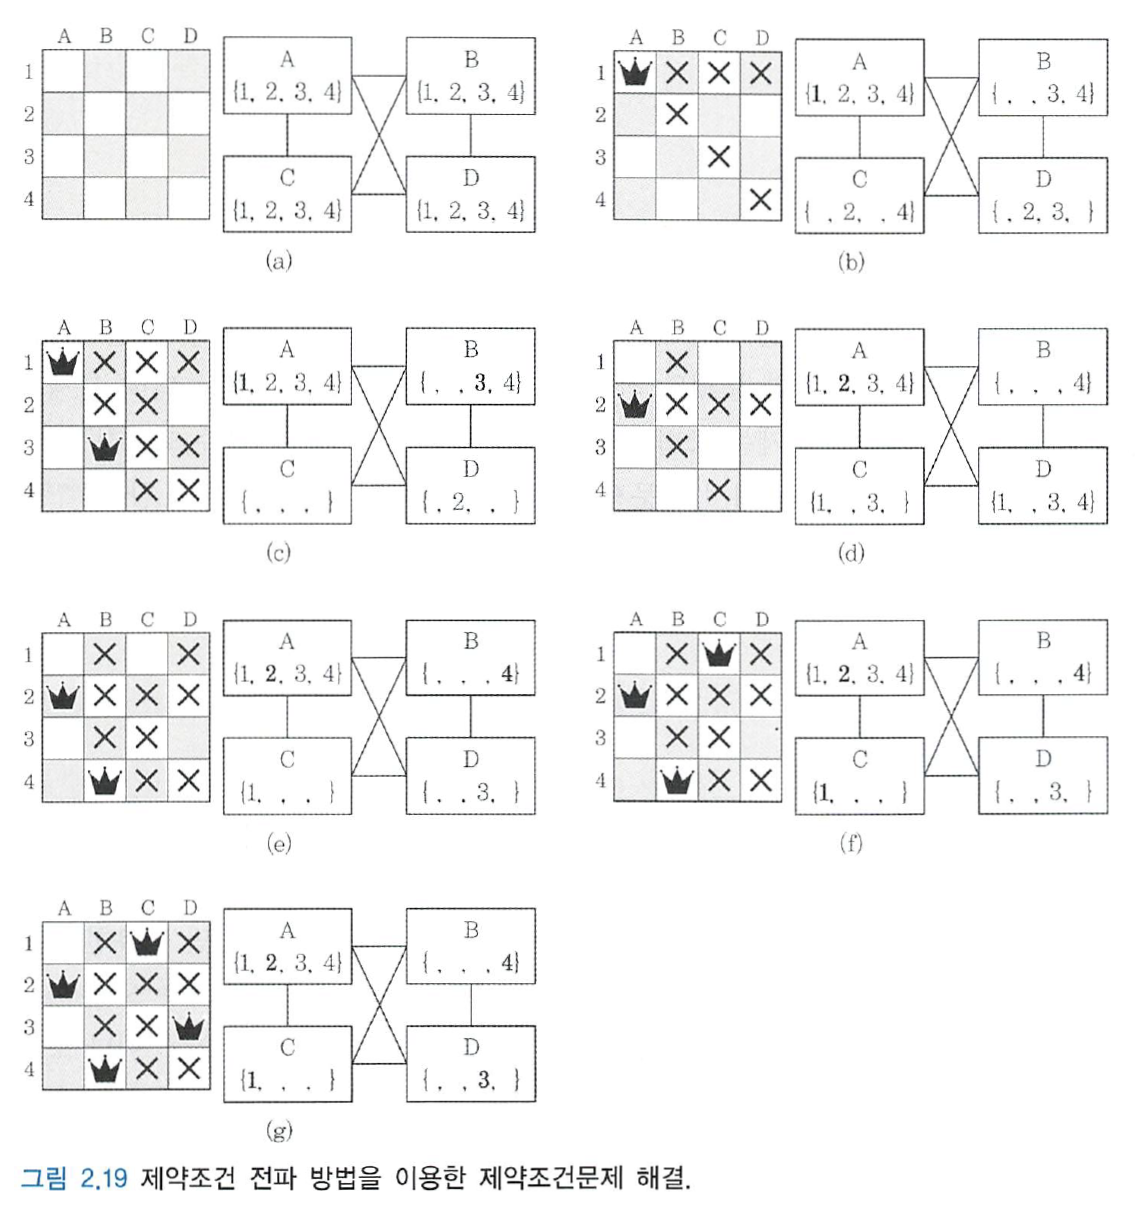 A B C D
1
2
3
4
A
{1, 2, 3, 4}
B
{1, 2, 3, 4}
C
{1, 2, 3, 4}
D
{1, 2, 3, 4}
(a)
A B C D
1
2
3
4
A
{1, 2, 3, 4}
B
{ , , 3, 4}
C
{ , 2, , 4}
D
{ , 2, 3, }
(b)
A B C D
1
2
3
4
A
{1, 2, 3, 4}
B
{ , , 3, 4}
C
{ , , , }
D
{ , 2, , }
(c)
A B C D
1
2
3
4
A
{1, 2, 3, 4}
B
{ , , , 4}
C
{1, , 3, }
D
{1, , 3, 4}
(d)
A B C D
1
2
3
4
A
{1, 2, 3, 4}
B
{ , , , 4}
C
{1, , , }
D
{ , , 3, }
(e)
A B C D
1
2
3
4
A
{1, 2, 3, 4}
B
{ , , , 4}
C
{1, , , }
D
{ , , 3, }
(f)
A B C D
1
2
3
4
A
{1, 2, 3, 4}
B
{ , , , 4}
C
{1, , , }
D
{ , , 3, }
(g)
그림 2.19 제약조건 전파 방법을 이용한 제약조건문제 해결.